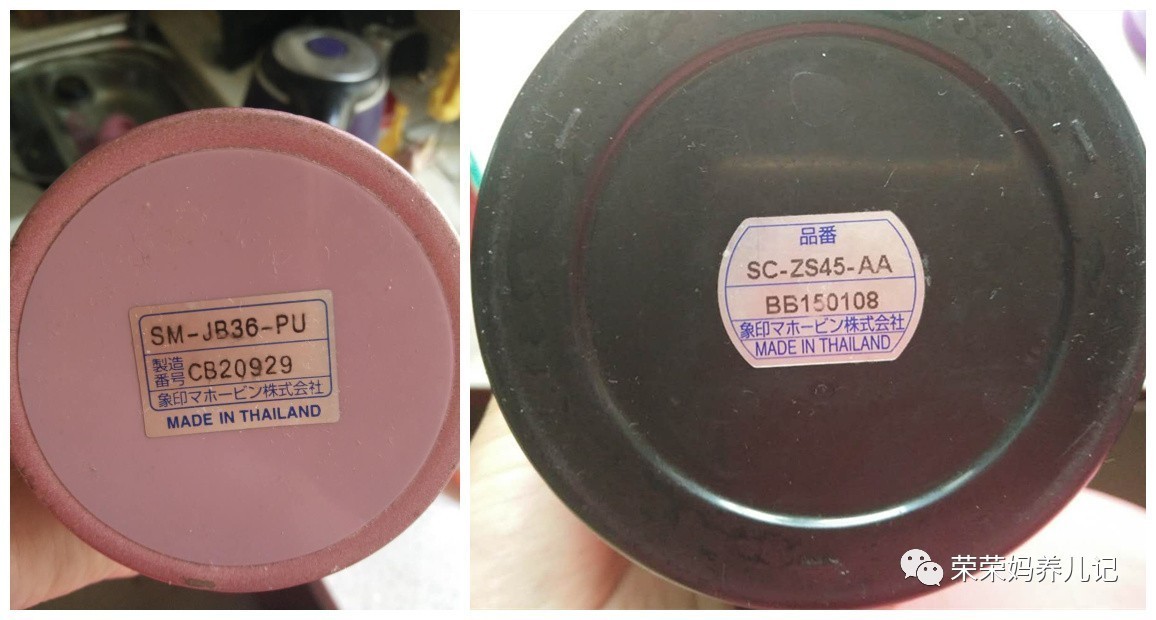 SM-JB36-PU
製造
番号 CB20929
象印マホービン株式会社
MADE IN THAILAND
品番
SC-ZS45-AA
BB150108
象印マホービン株式会社
MADE IN THAILAND
荣荣妈养儿记